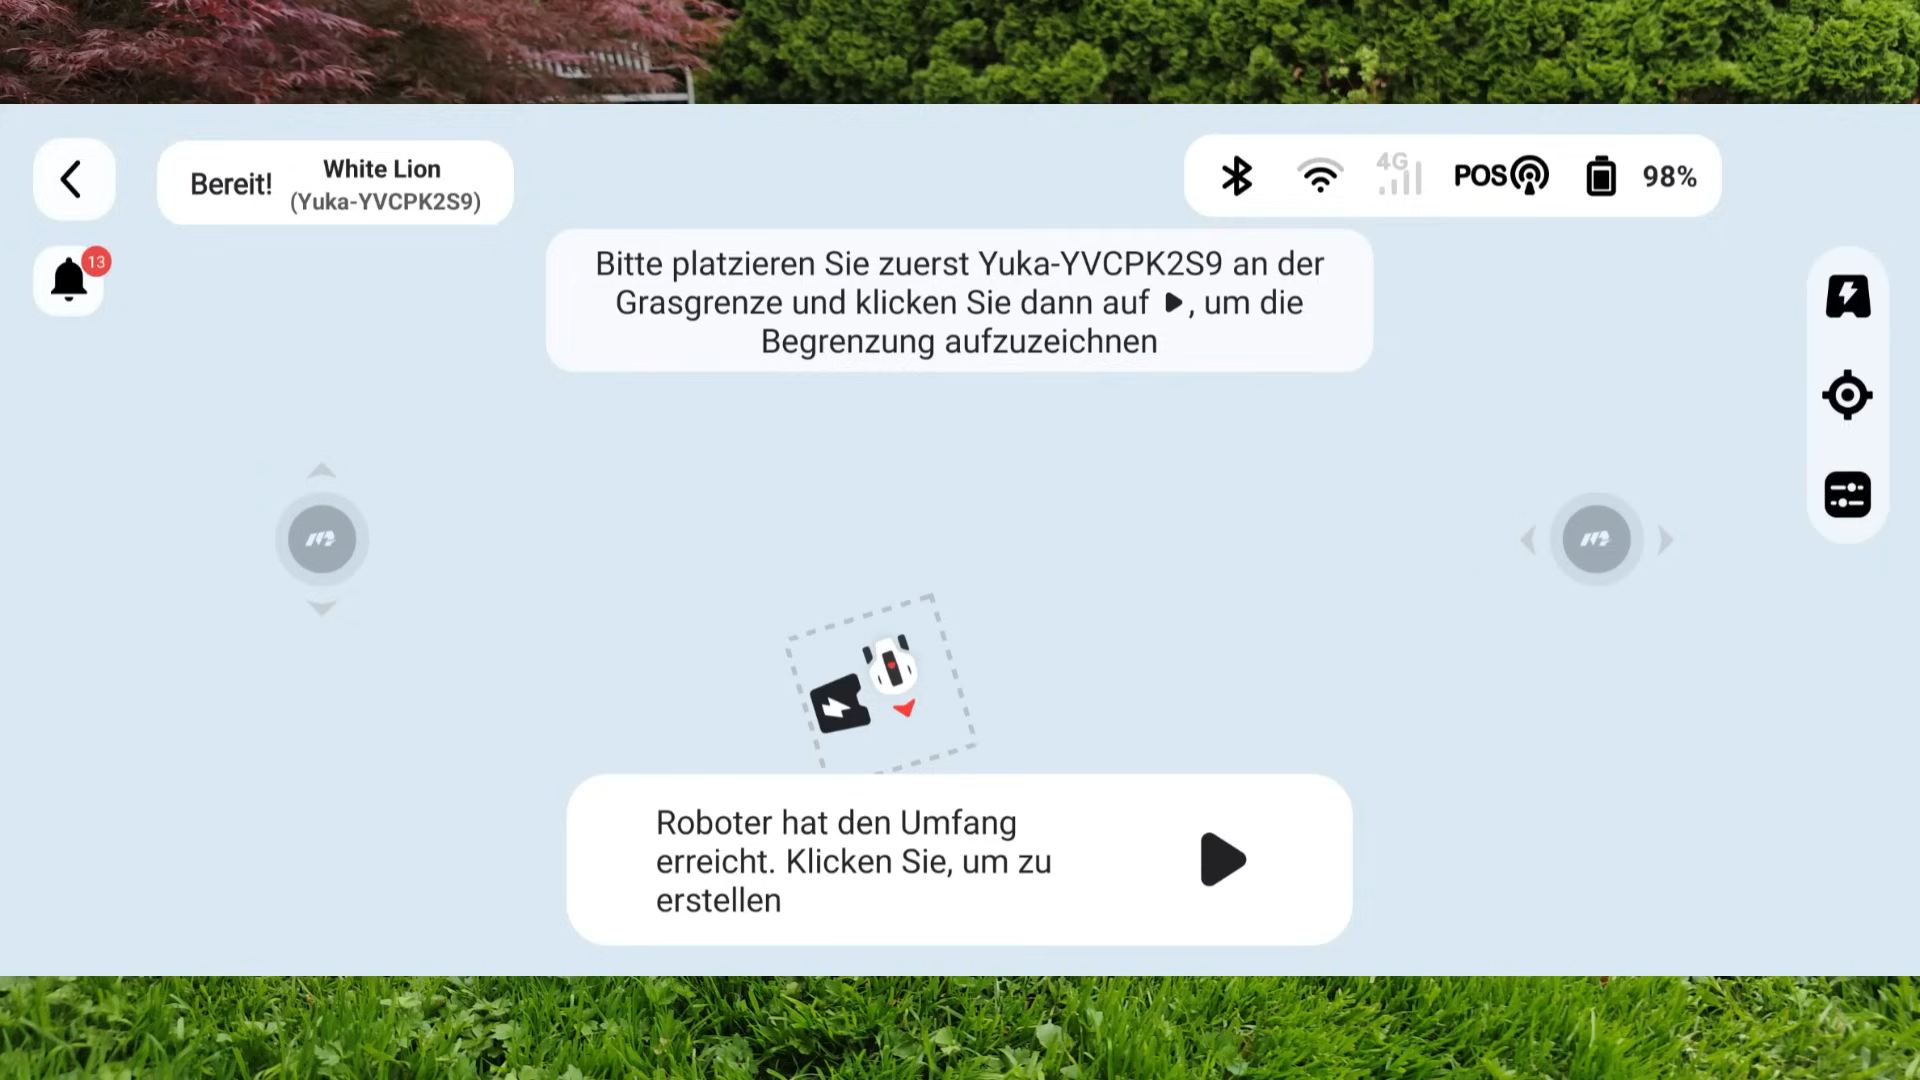 Bereit!
White Lion
(Yuka-YVCPK2S9)
4G
POS
98%
13
Bitte platzieren Sie zuerst Yuka-YVCPK2S9 an der
Grasgrenze und klicken Sie dann auf ▶, um die
Begrenzung aufzuzeichnen
Roboter hat den Umfang
erreicht. Klicken Sie, um zu
erstellen